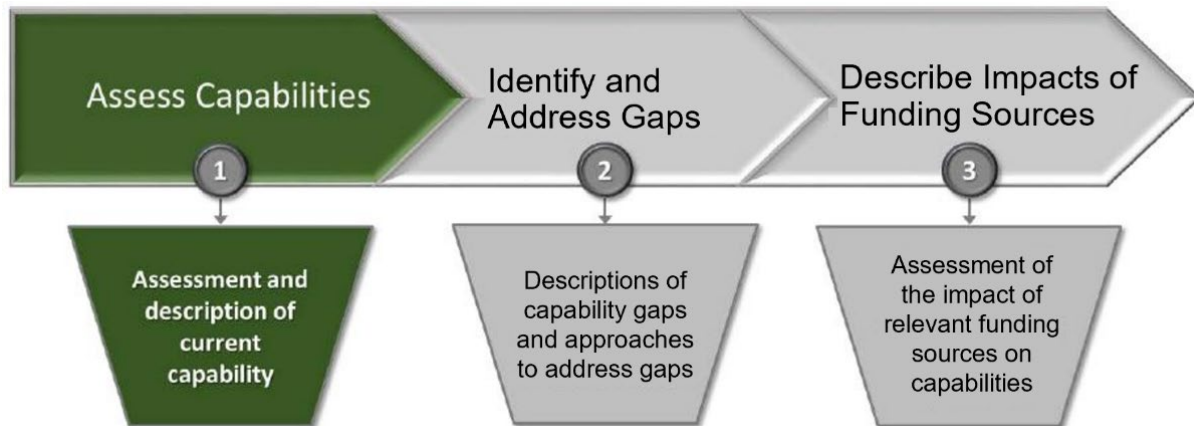 Assess Capabilities
1
Identify and
Address Gaps
2
Describe Impacts of
Funding Sources
3
Assessment and
description of
current
capability
Descriptions of
capability gaps
and approaches
to address gaps
Assessment of
the impact of
relevant funding
sources on
capabilities